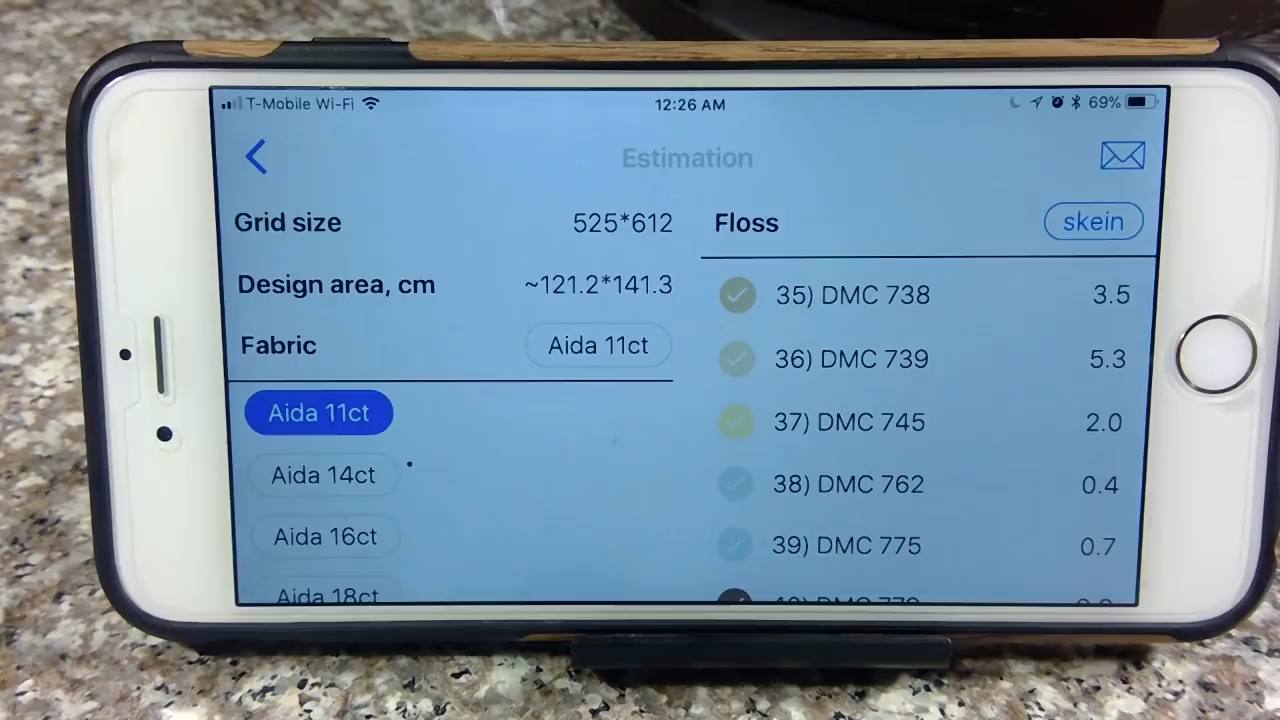 T-Mobile Wi-Fi 12:26 AM 69%
Estimation
Grid size 525*612
Design area, cm ~121.2*141.3
Fabric Aida 11ct
Aida 11ct
Aida 14ct
Aida 16ct
Aida 18ct
Floss skein
35) DMC 738 3.5
36) DMC 739 5.3
37) DMC 745 2.0
38) DMC 762 0.4
39) DMC 775 0.7
DMC